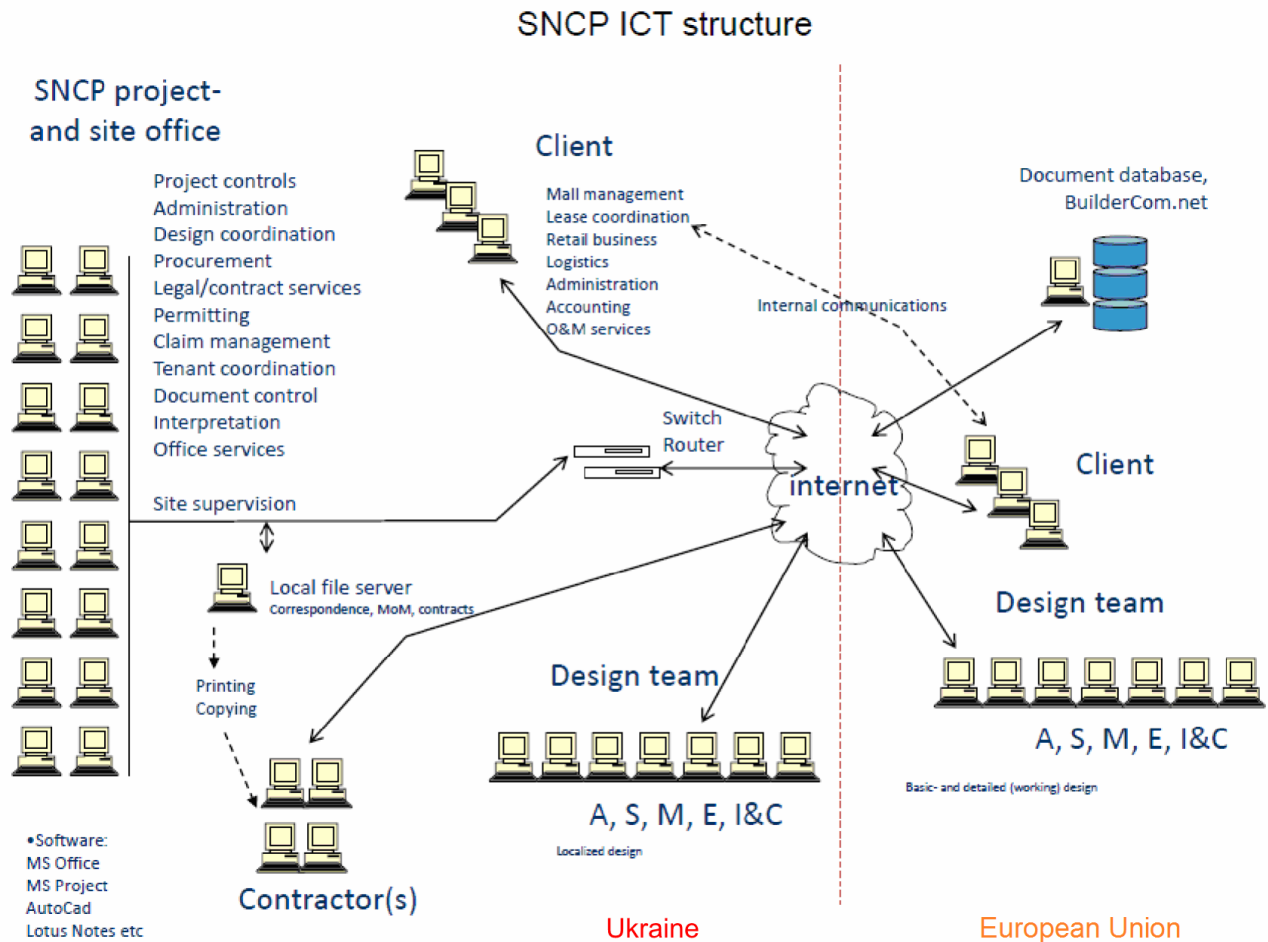 SNCP ICT structure
SNCP project-
and site office
Project controls
Administration
Design coordination
Procurement
Legal/contract services
Permitting
Claim management
Tenant coordination
Document control
Interpretation
Office services
Site supervision
Local file server
Correspondence, MoM, contracts
Printing
Copying
•Software:
MS Office
MS Project
AutoCad
Lotus Notes etc
Contractor(s)
Client
Mall management
Lease coordination
Retail business
Logistics
Administration
Accounting
O&M services
Internal communications
Switch
Router
internet
Design team
A, S, M, E, I&C
Localized design
Ukraine
Document database,
BuilderCom.net
Client
Design team
A, S, M, E, I&C
Basic- and detailed (working) design
European Union